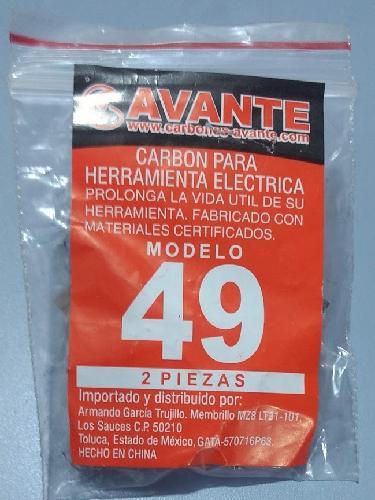 AVANTE
www.carbones-avante.com
CARBON PARA
HERRAMIENTA ELECTRICA
PROLONGA LA VIDA UTIL DE SU
HERRAMIENTA. FABRICADO CON
MATERIALES CERTIFICADOS.
MODELO
49
2 PIEZAS
Importado y distribuido por:
Armando García Trujillo. Membrillo MZ8 LT31-101
Los Sauces C.P. 50210
Toluca, Estado de México, GATA-570716P63.
HECHO EN CHINA